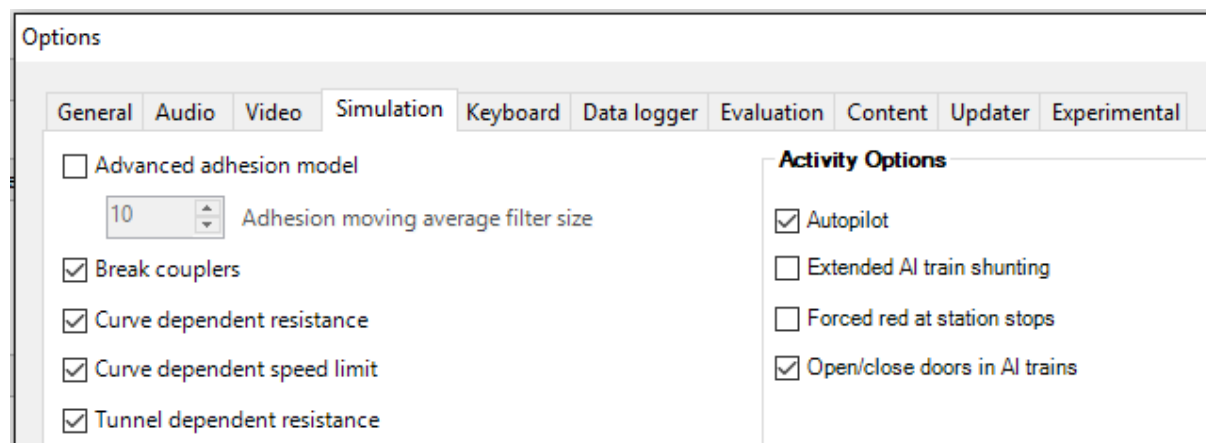 Options
General Audio Video Simulation Keyboard Data logger Evaluation Content Updater Experimental
Advanced adhesion model
10 Adhesion moving average filter size
Break couplers
Curve dependent resistance
Curve dependent speed limit
Tunnel dependent resistance
Activity Options
Autopilot
Extended AI train shunting
Forced red at station stops
Open/close doors in AI trains